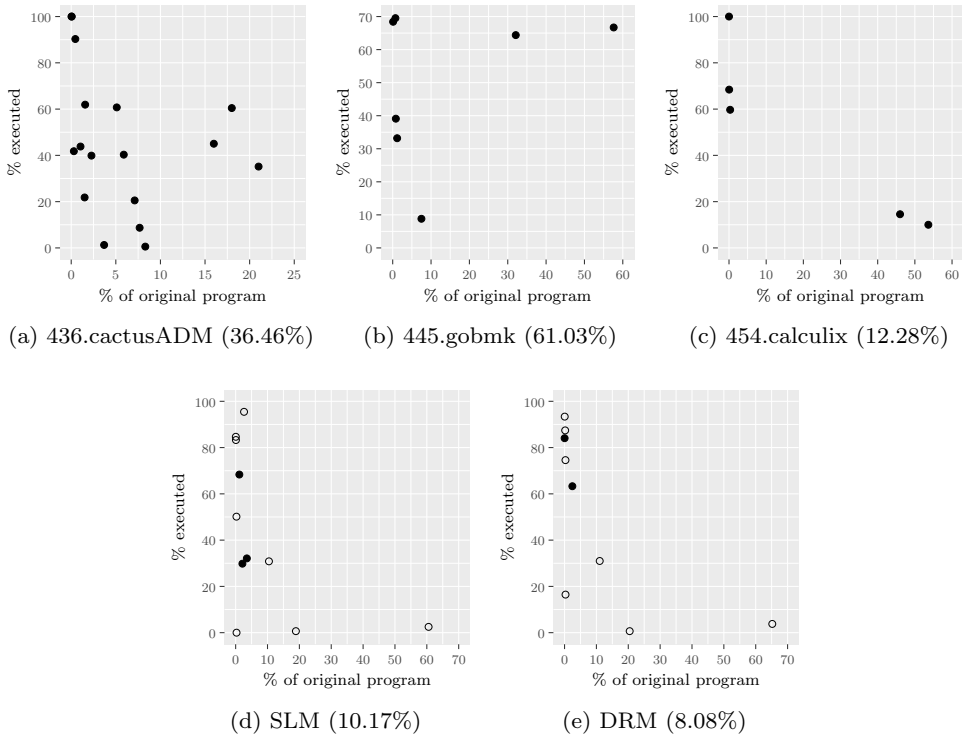 100
80
60
40
20
0
% executed
0 5 10 15 20 25
% of original program
(a) 436.cactusADM (36.46%)
70
60
50
40
30
20
10
0
% executed
0 10 20 30 40 50 60
% of original program
(b) 445.gobmk (61.03%)
100
80
60
40
20
0
% executed
0 10 20 30 40 50 60
% of original program
(c) 454.calculix (12.28%)
100
80
60
40
20
0
% executed
0 10 20 30 40 50 60 70
% of original program
(d) SLM (10.17%)
100
80
60
40
20
0
% executed
0 10 20 30 40 50 60 70
% of original program
(e) DRM (8.08%)